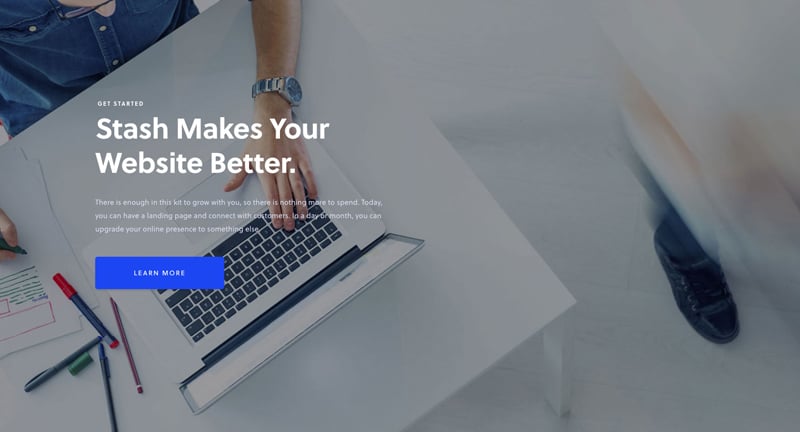 GET STARTED
Stash Makes Your
Website Better.
There is enough in this kit to grow with you, so there is nothing more to spend. Today,
you can have a landing page and connect with customers. In a day or month, you can
upgrade your online presence to something else.
LEARN MORE